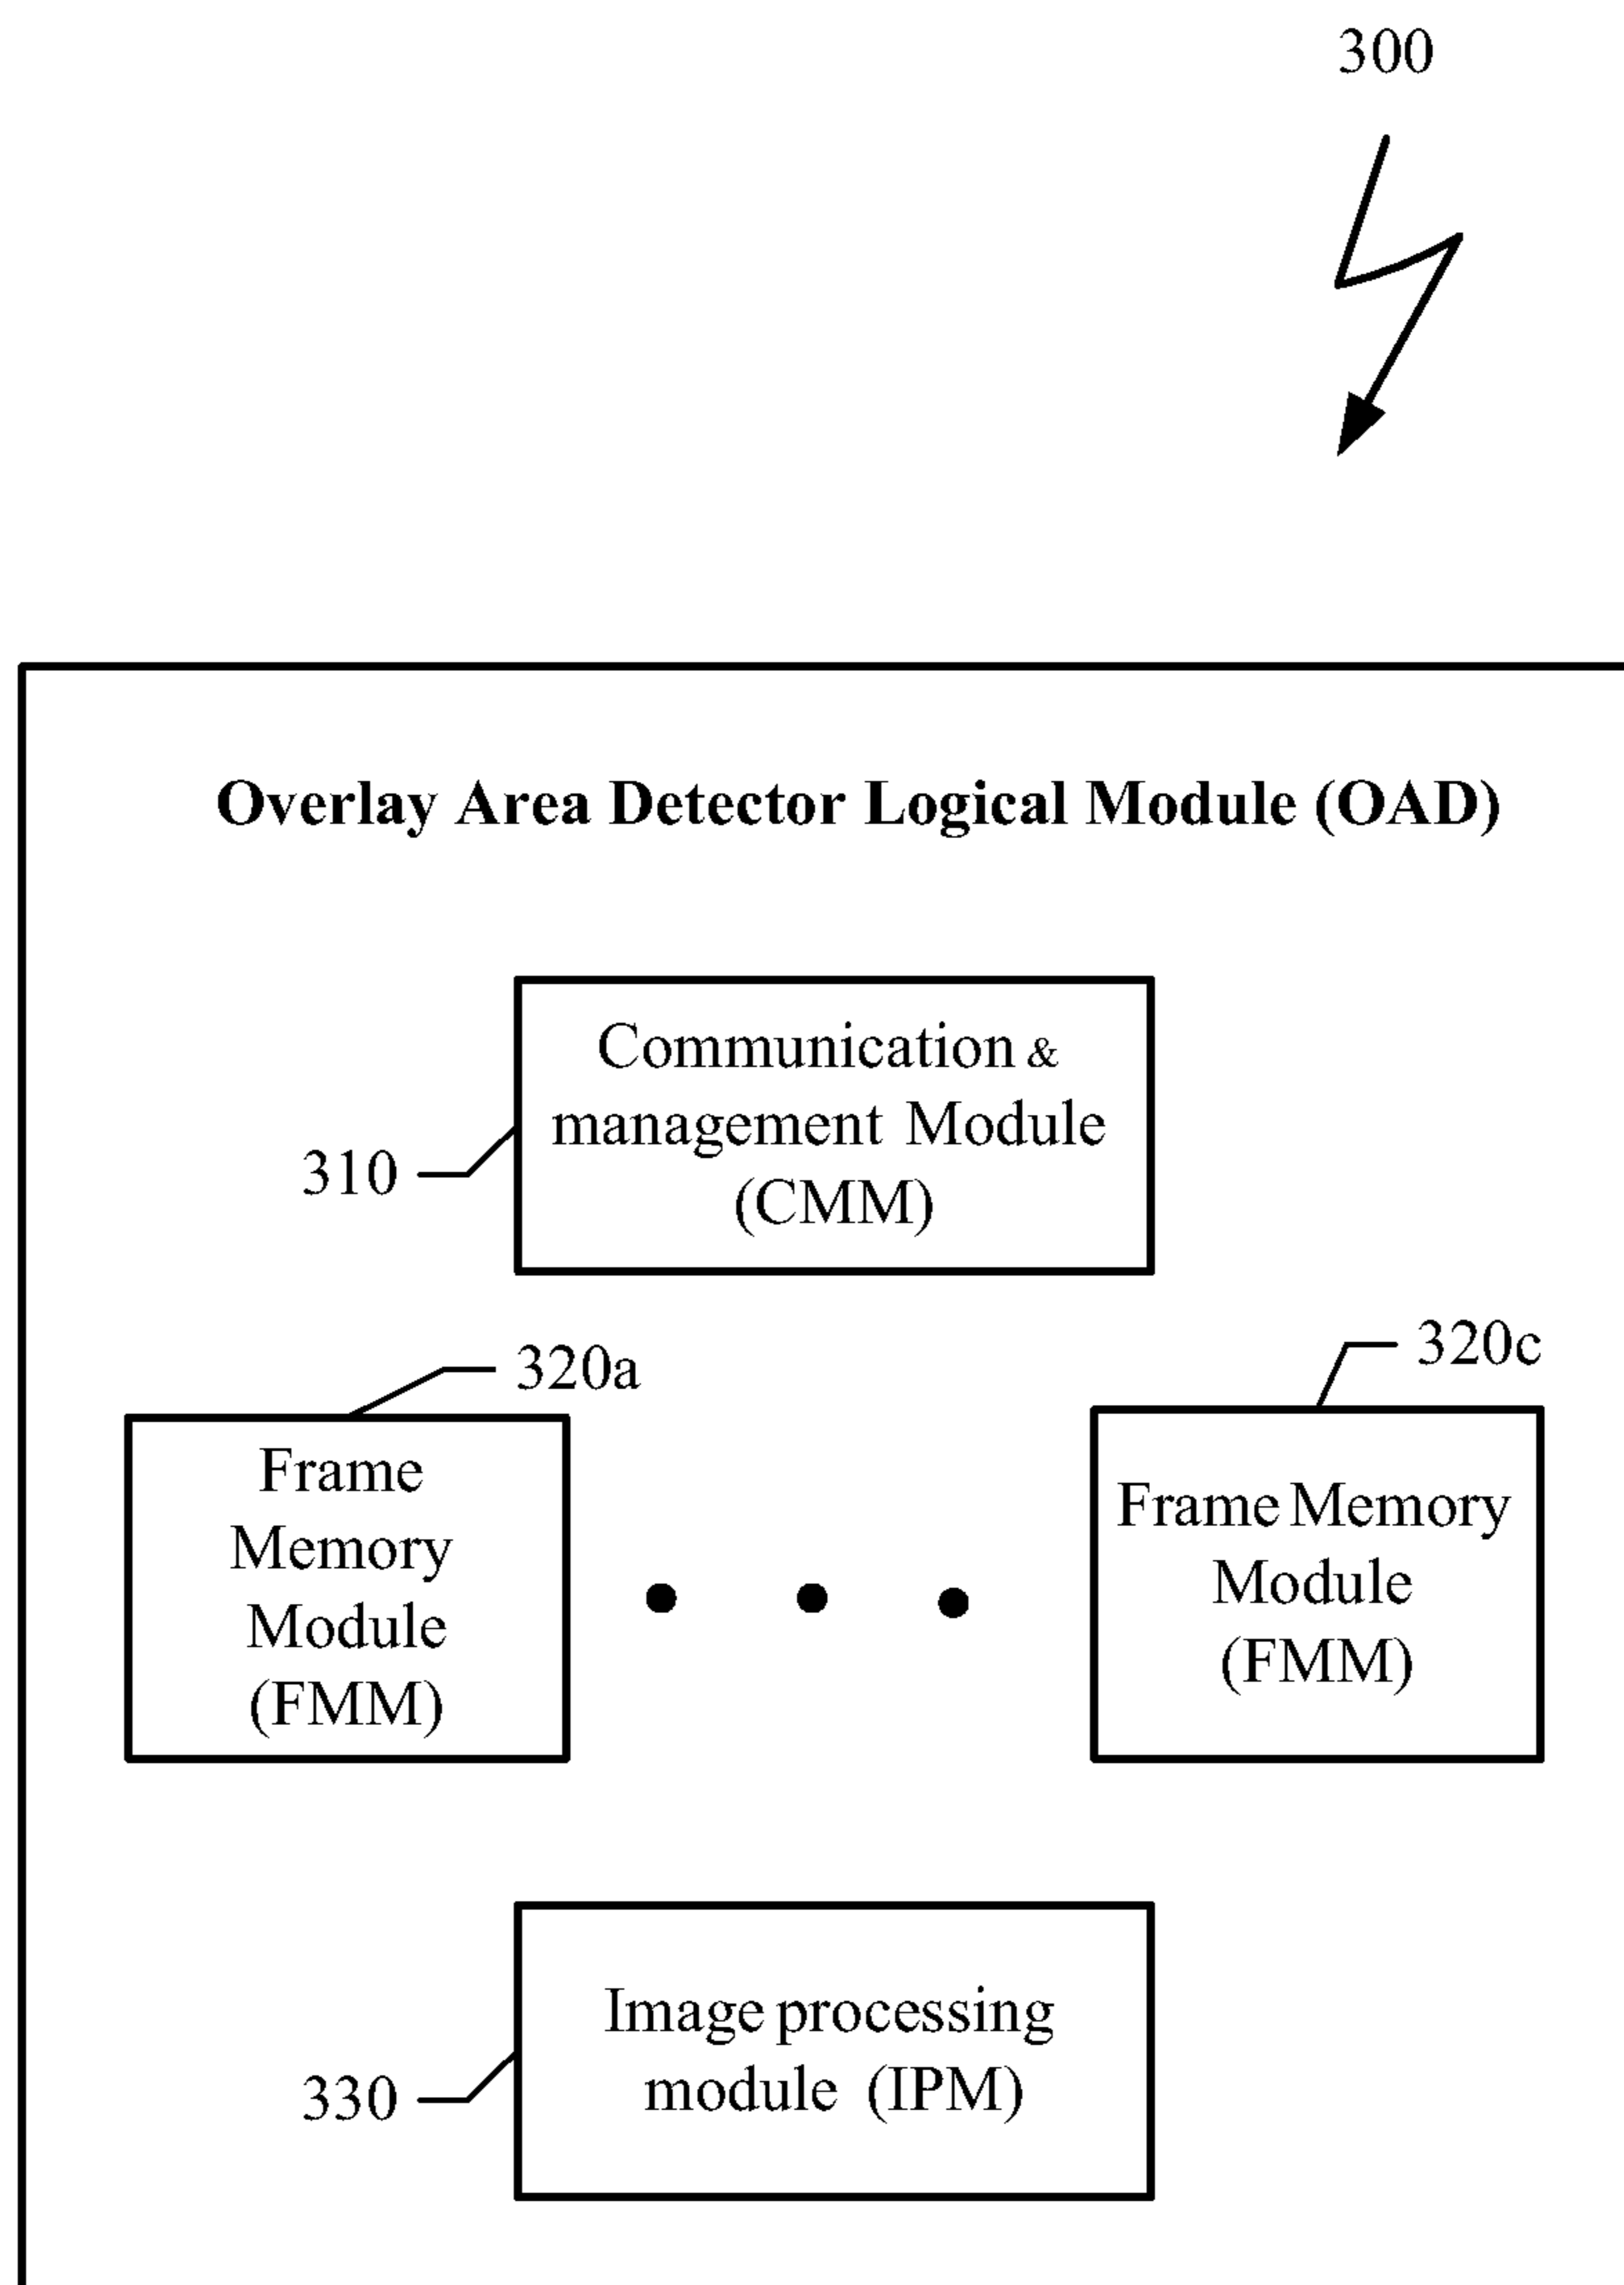 300
Overlay Area Detector Logical Module (OAD)
Communication &
management Module
(CMM)
310
320a
320c
Frame
Memory
Module
(FMM)
Frame Memory
Module
(FMM)
Image processing
module (IPM)
330